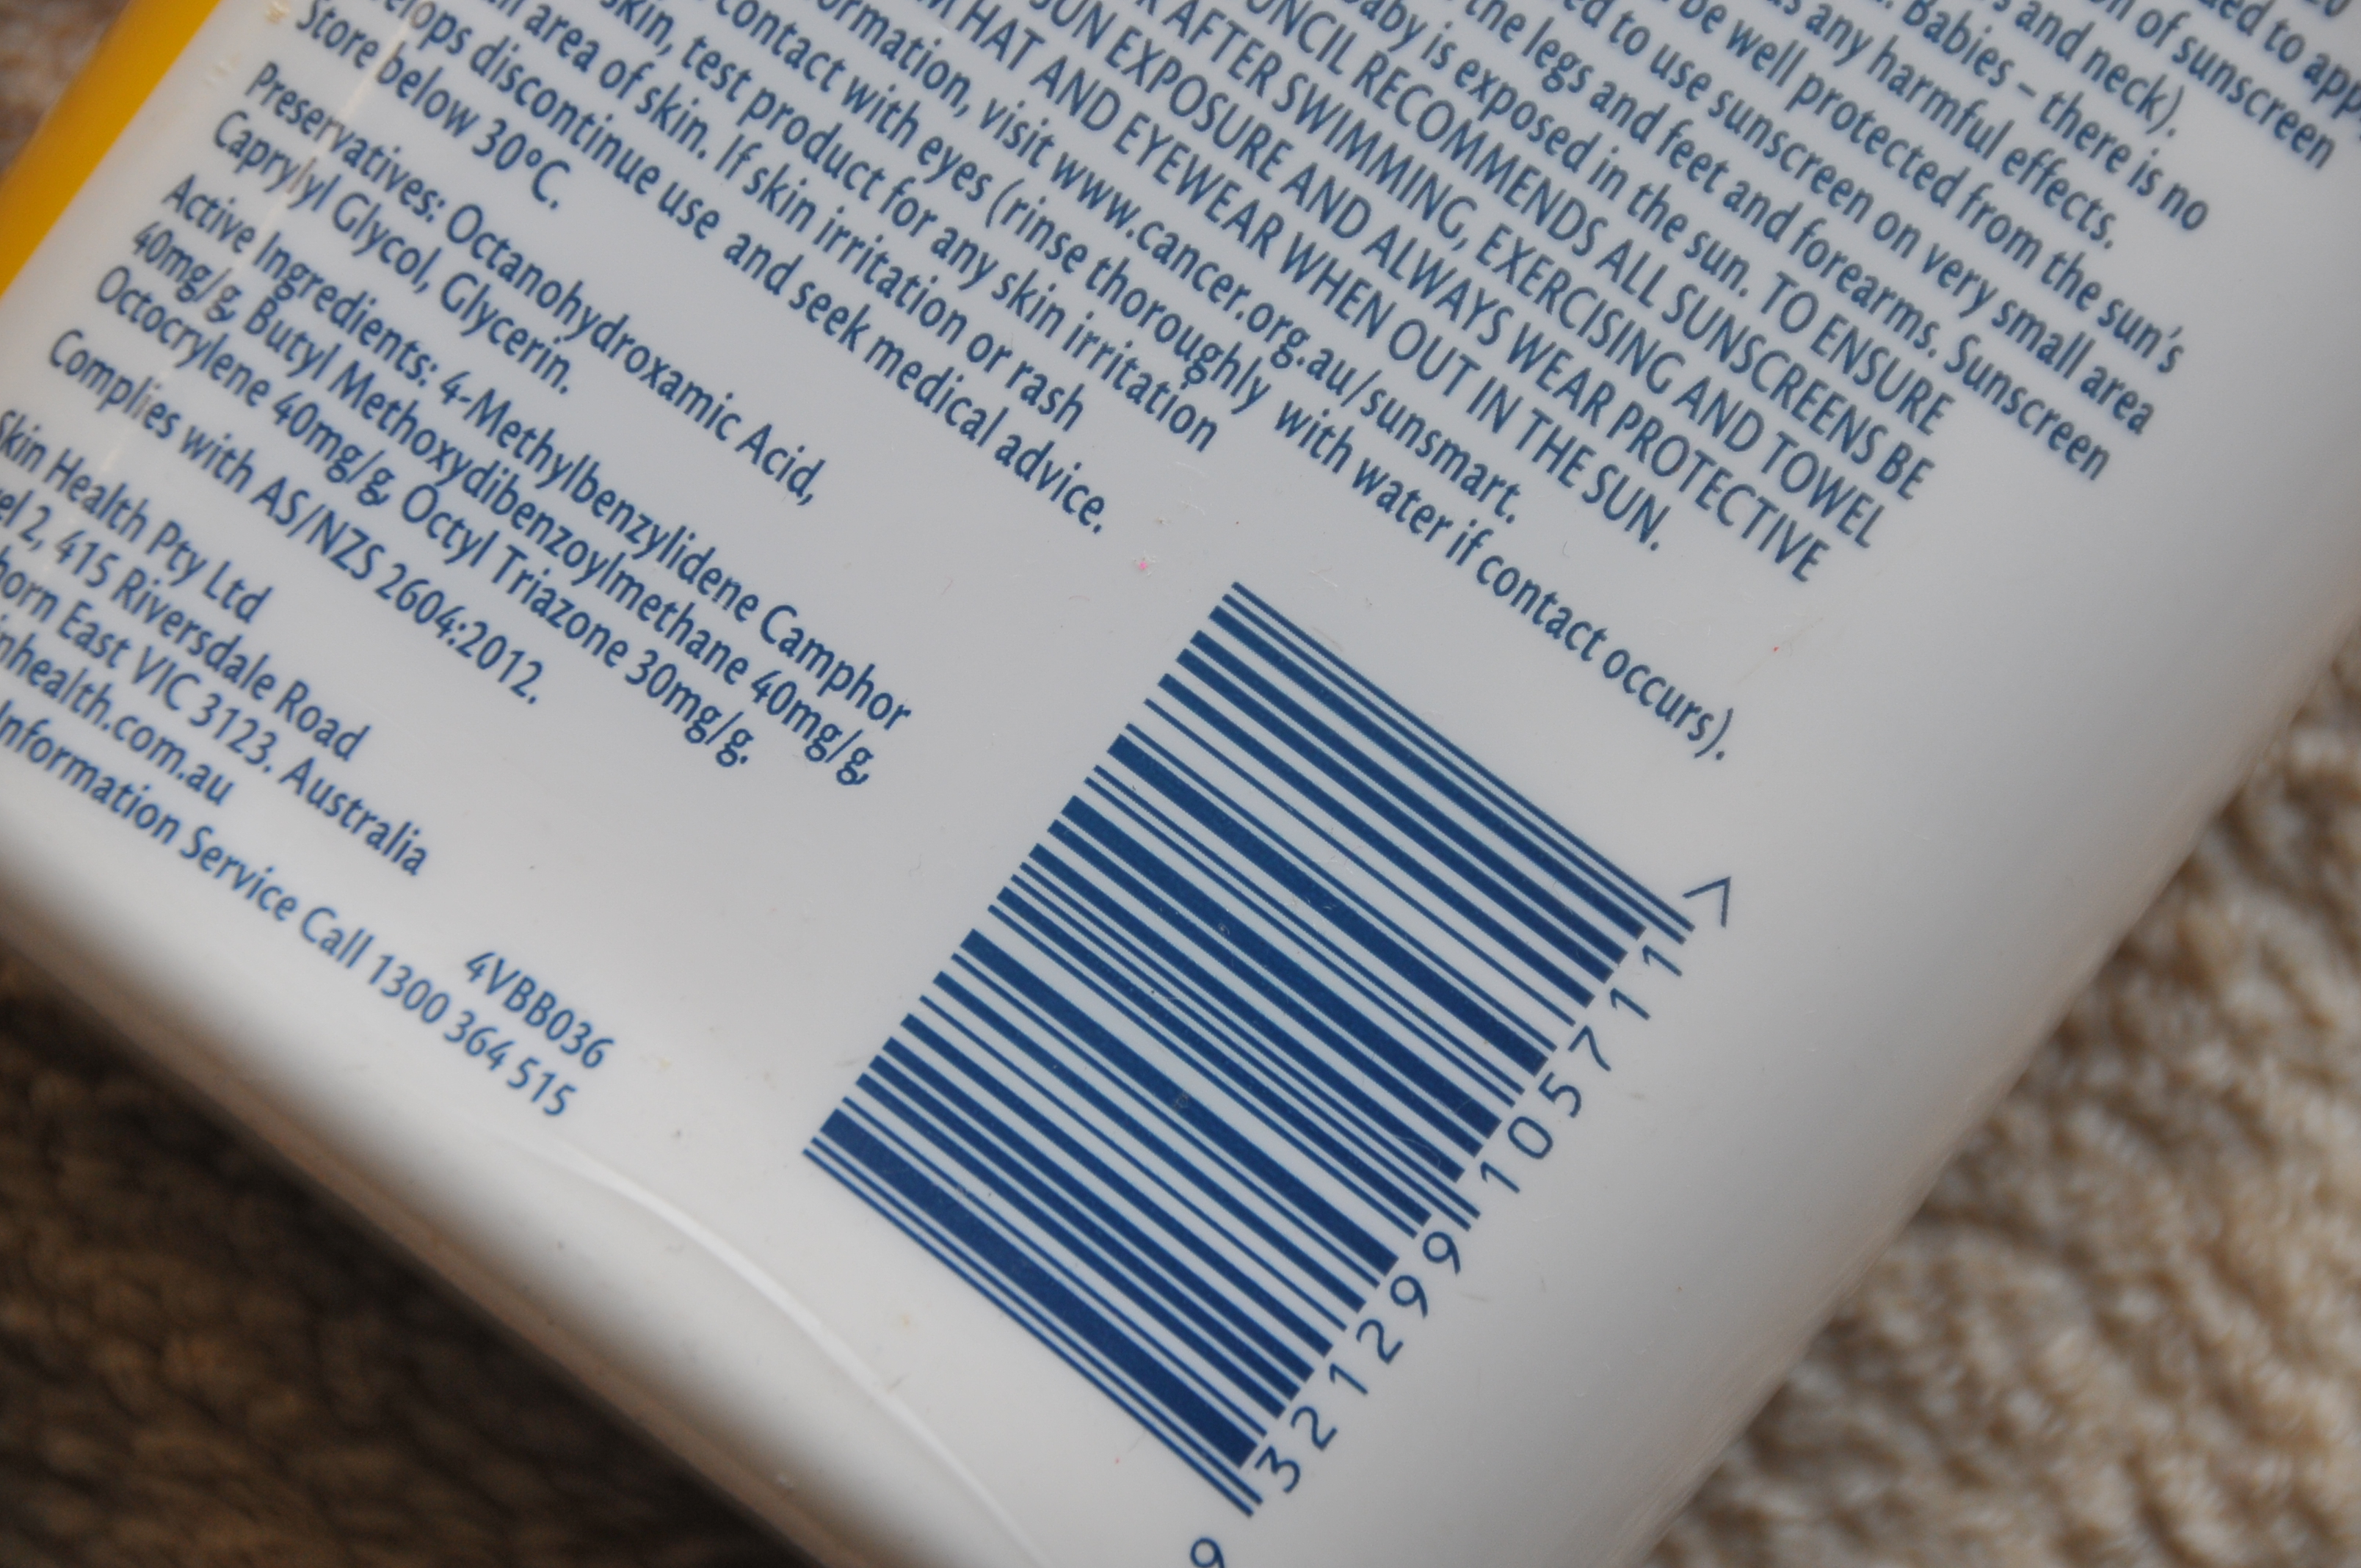 to app
of sunscreen
and neck).
Babies – there is no
any harmful effects.
be well protected from the sun's
to use sunscreen on very small area
the legs and feet and forearms. Sunscreen
baby is exposed in the sun. TO ENSURE
UNCIL RECOMMENDS ALL SUNSCREENS BE
AFTER SWIMMING, EXERCISING AND TOWEL
SUN EXPOSURE AND ALWAYS WEAR PROTECTIVE
HAT AND EYEWEAR WHEN OUT IN THE SUN.
ormation, visit www.cancer.org.au/sunsmart.
contact with eyes (rinse thoroughly with water if contact occurs).
skin, test product for any skin irritation
area of skin. If skin irritation or rash
elops discontinue use and seek medical advice.
Store below 30ºC.
Preservatives: Octanohydroxamic Acid,
Caprylyl Glycol, Glycerin.
Active Ingredients: 4-Methylbenzylidene Camphor
40mg/g, Butyl Methoxydibenzoylmethane 40mg/g,
Octocrylene 40mg/g, Octyl Triazone 30mg/g.
Complies with AS/NZS 2604:2012.
Skin Health Pty Ltd
el 2, 415 Riversdale Road
horn East VIC 3123. Australia
inhealth.com.au
Information Service Call 1300 364 515
4VBB036
9 321299 105711 >